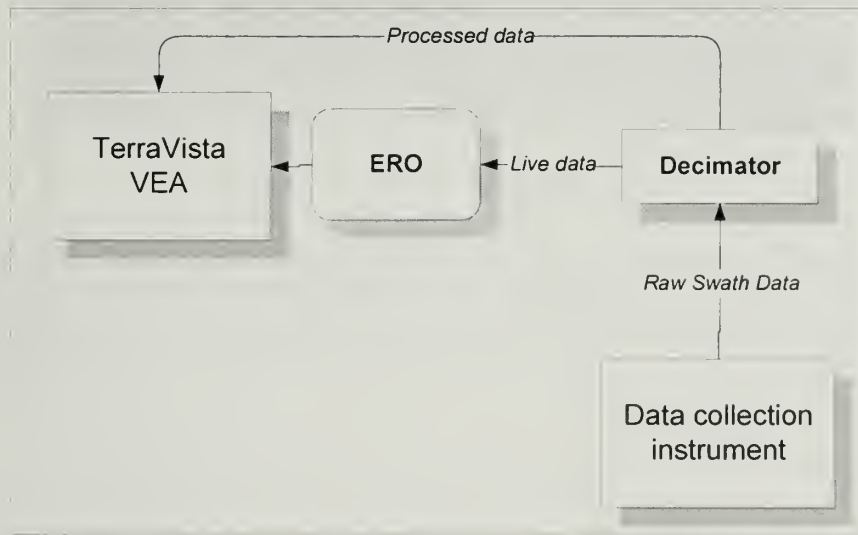 Processed data
TerraVista
VEA
ERO
Live data
Decimator
Raw Swath Data
Data collection
instrument